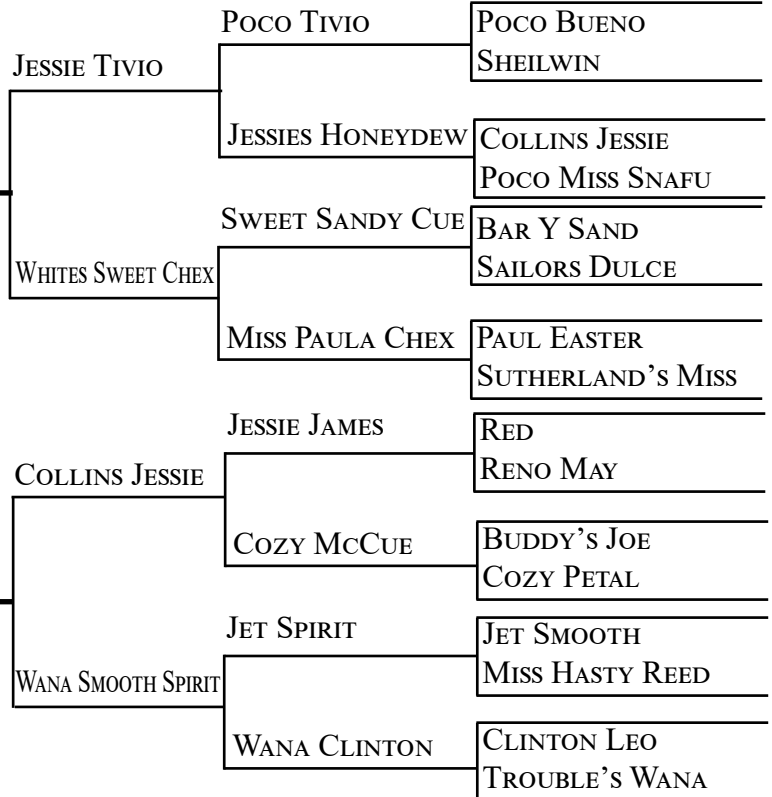 Poco Tivio
Poco Bueno
Jessie Tivio
Sheilwin
Jessies Honeydew
Collins Jessie
Poco Miss Snafu
Sweet Sandy Cue
Bar Y Sand
Whites Sweet Chex
Sailors Dulce
Miss Paula Chex
Paul Easter
Sutherland’s Miss
Jessie James
Red
Collins Jessie
Reno May
Cozy McCue
Buddy’s Joe
Cozy Petal
Jet Spirit
Jet Smooth
Wana Smooth Spirit
Miss Hasty Reed
Wana Clinton
Clinton Leo
Trouble’s Wana